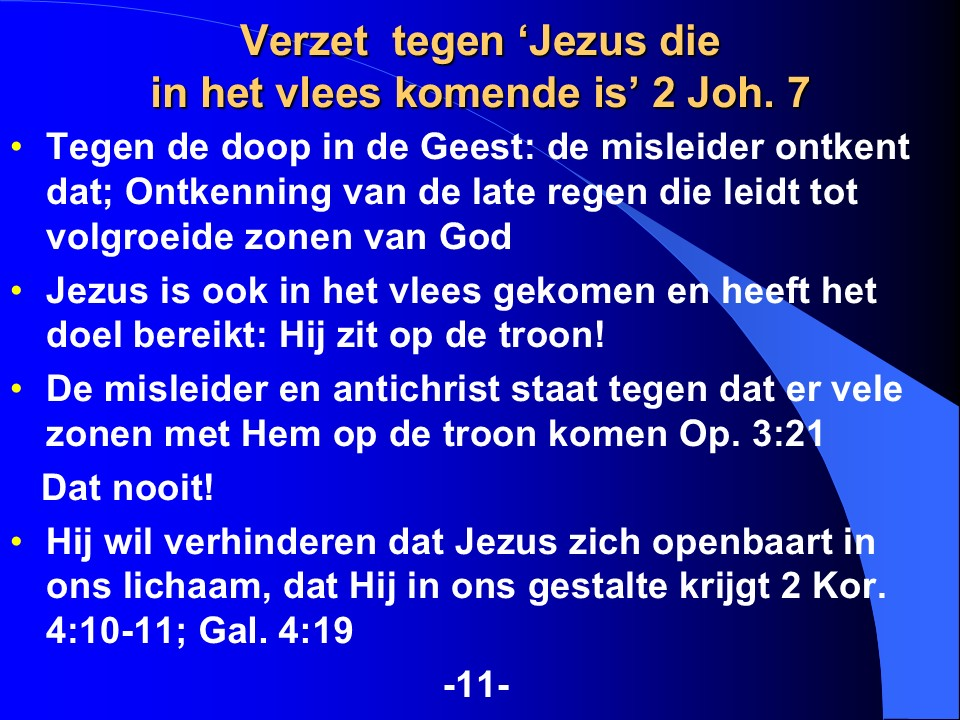 Verzet tegen ‘Jezus die
in het vlees komende is’ 2 Joh. 7
• Tegen de doop in de Geest: de misleider ontkent
dat; Ontkenning van de late regen die leidt tot
volgroeide zonen van God
• Jezus is ook in het vlees gekomen en heeft het
doel bereikt: Hij zit op de troon!
• De misleider en antichrist staat tegen dat er vele
zonen met Hem op de troon komen Op. 3:21
Dat nooit!
• Hij wil verhinderen dat Jezus zich openbaart in
ons lichaam, dat Hij in ons gestalte krijgt 2 Kor.
4:10-11; Gal. 4:19
-11-